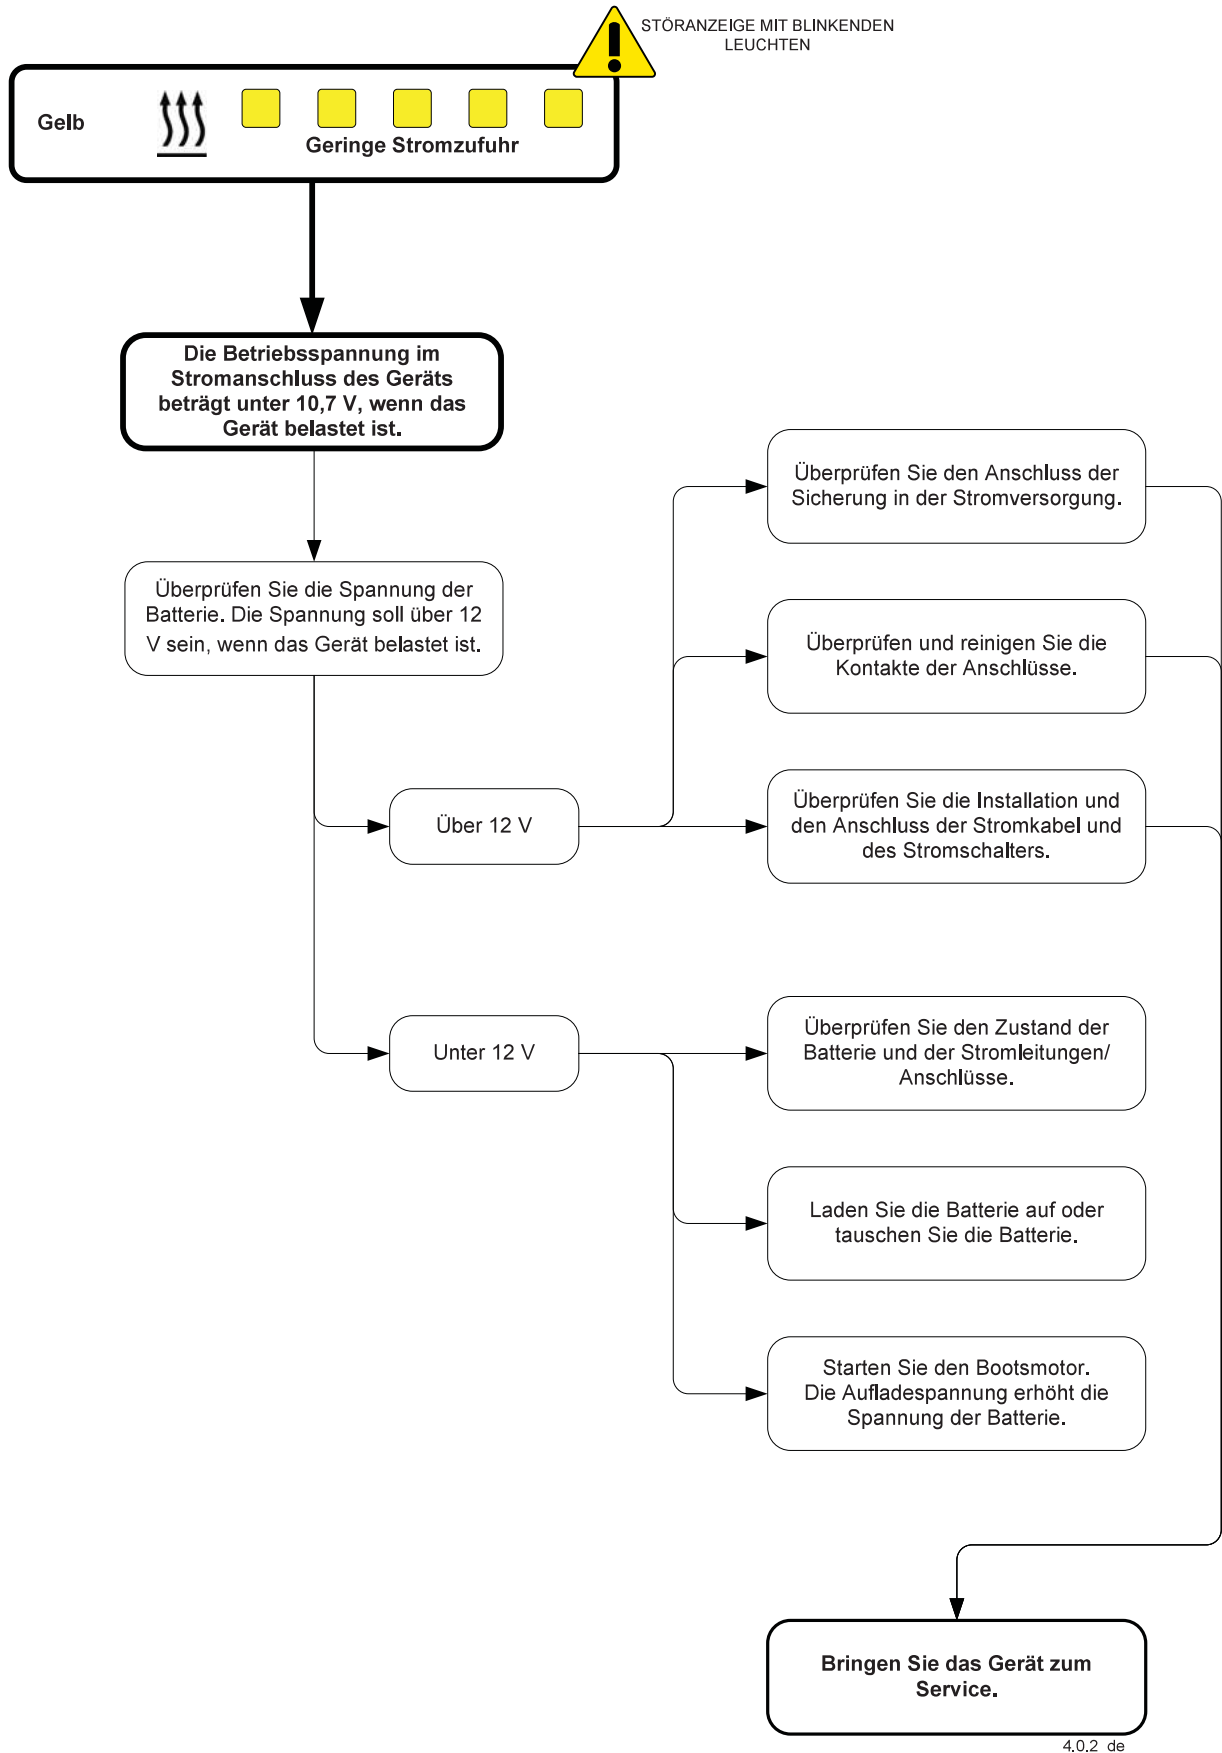 STÖRANZEIGE MIT BLINKENDEN
LEUCHTEN
Gelb
Geringe Stromzufuhr
Die Betriebsspannung im
Stromanschluss des Geräts
beträgt unter 10,7 V, wenn das
Gerät belastet ist.
Überprüfen Sie die Spannung der
Batterie. Die Spannung soll über 12
V sein, wenn das Gerät belastet ist.
Über 12 V
Überprüfen Sie den Anschluss der
Sicherung in der Stromversorgung.
Überprüfen und reinigen Sie die
Kontakte der Anschlüsse.
Überprüfen Sie die Installation und
den Anschluss der Stromkabel und
des Stromschalters.
Unter 12 V
Überprüfen Sie den Zustand der
Batterie und der Stromleitungen/
Anschlüsse.
Laden Sie die Batterie auf oder
tauschen Sie die Batterie.
Starten Sie den Bootsmotor.
Die Aufladespannung erhöht die
Spannung der Batterie.
Bringen Sie das Gerät zum
Service.
4.0.2 de